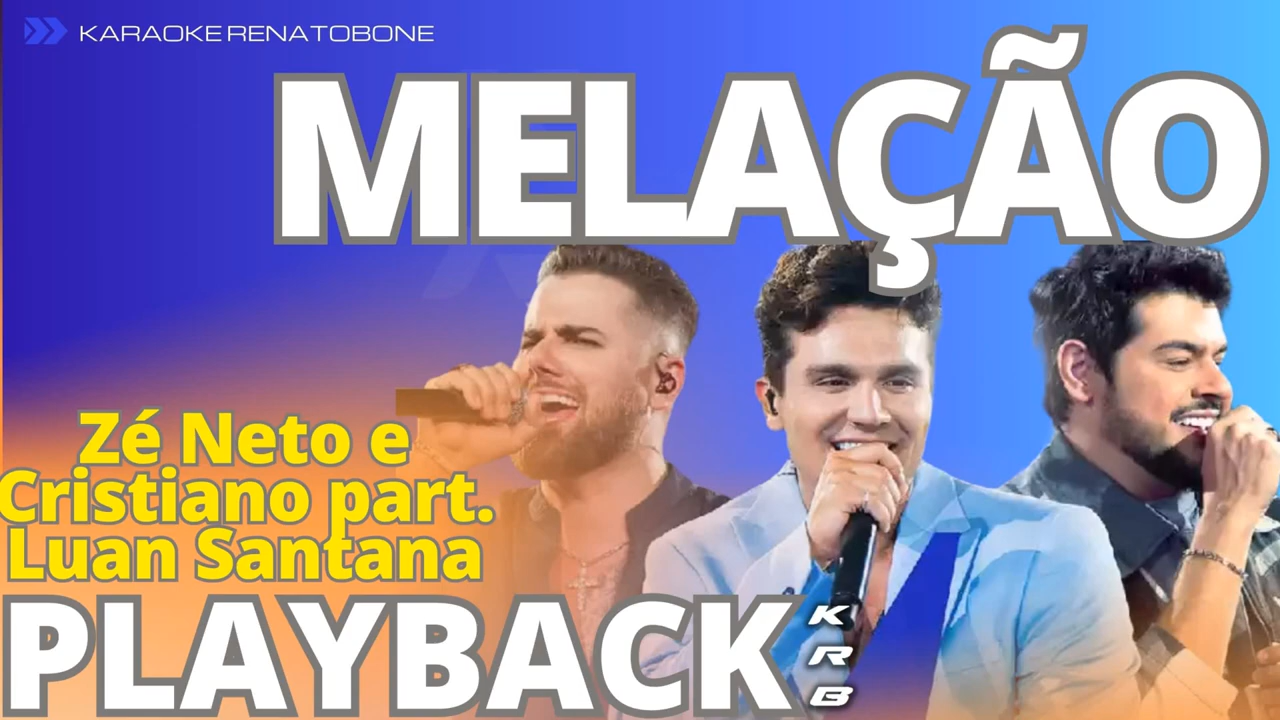 KARAOKE RENATOBONE
MELAÇÃO
Zé Neto e
Cristiano part.
Luan Santana
PLAYBACK
K
R
B